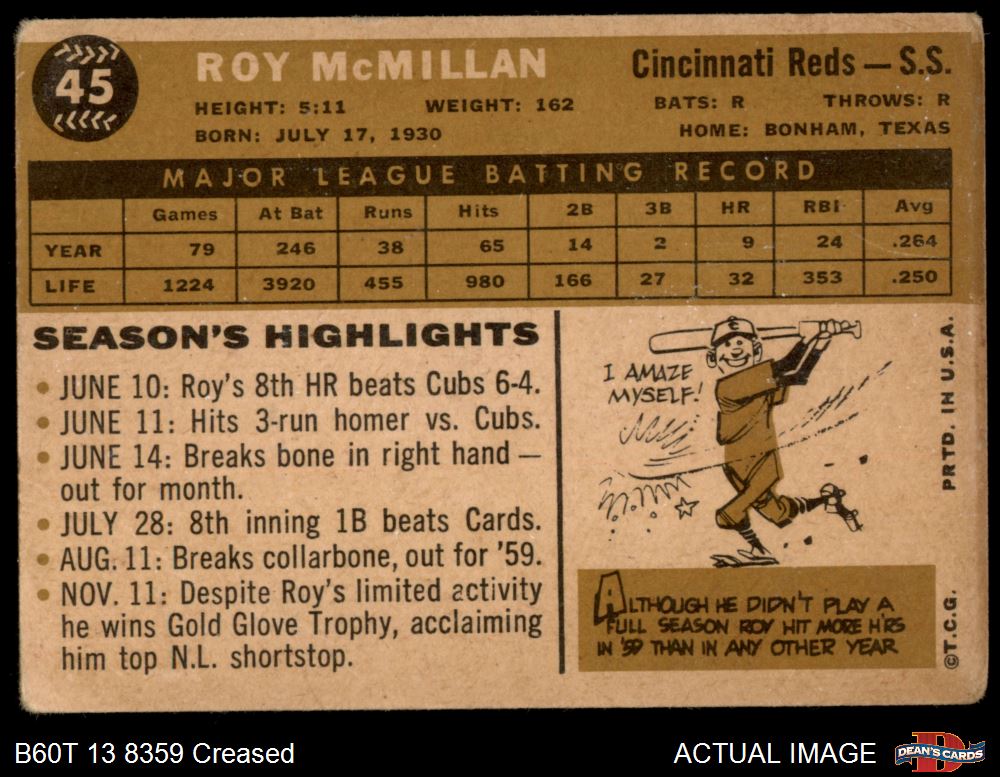 45
ROY McMILLAN
Cincinnati Reds — S.S.
HEIGHT: 5:11 WEIGHT: 162 BATS: R THROWS: R
BORN: JULY 17, 1930 HOME: BONHAM, TEXAS
MAJOR LEAGUE BATTING RECORD
Games At Bat Runs Hits 2B 3B HR RBI Avg
YEAR 79 246 38 65 14 2 9 24 .264
LIFE 1224 3920 455 980 166 27 32 353 .250
SEASON'S HIGHLIGHTS
• JUNE 10: Roy's 8th HR beats Cubs 6-4.
• JUNE 11: Hits 3-run homer vs. Cubs.
• JUNE 14: Breaks bone in right hand —
out for month.
• JULY 28: 8th inning 1B beats Cards.
• AUG. 11: Breaks collarbone, out for '59.
• NOV. 11: Despite Roy's limited activity
he wins Gold Glove Trophy, acclaiming
him top N.L. shortstop.
C
I AMAZE
MYSELF!
ALTHOUGH HE DIDN'T PLAY A
FULL SEASON ROY HIT MORE H'RS
IN '59 THAN IN ANY OTHER YEAR
PRTD. IN U.S.A.
©T.C.G.
B60T 13 8359 Creased
ACTUAL IMAGE
D
DEAN'S CARDS